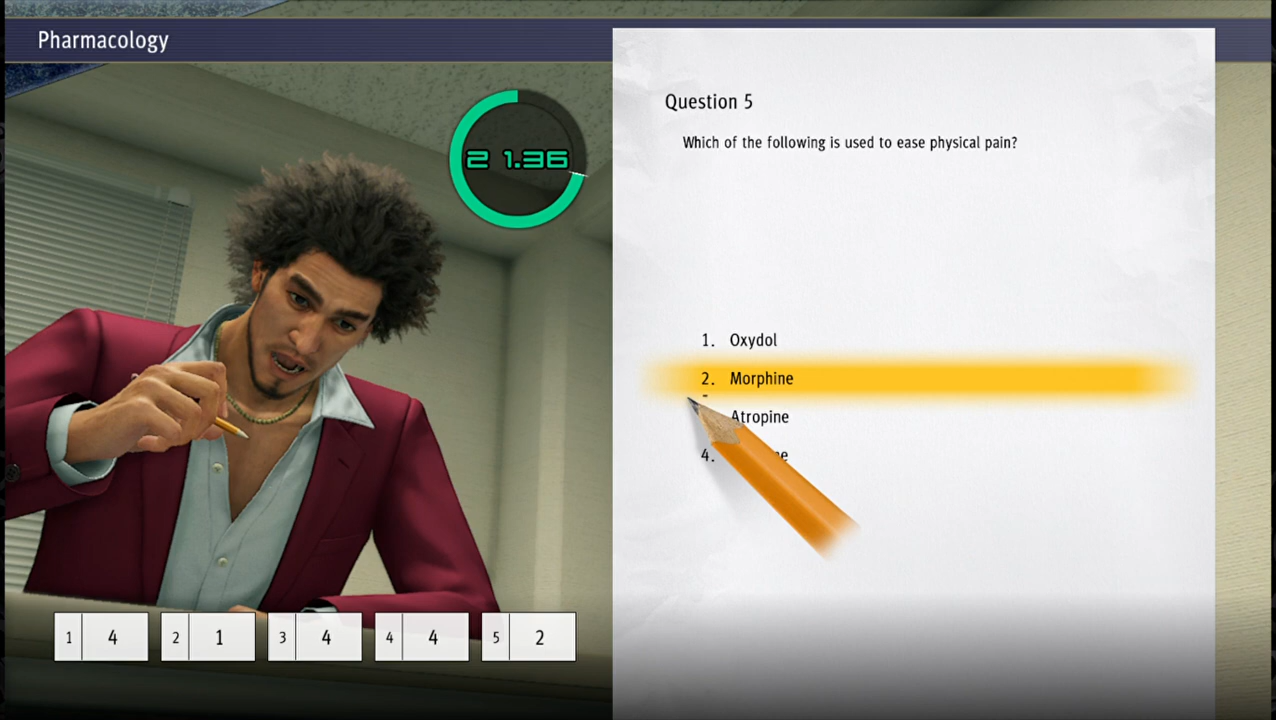 Pharmacology
2 1.36
Question 5
Which of the following is used to ease physical pain?
1. Oxydol
2. Morphine
Atropine
4.
1 4 2 1 3 4 4 4 5 2